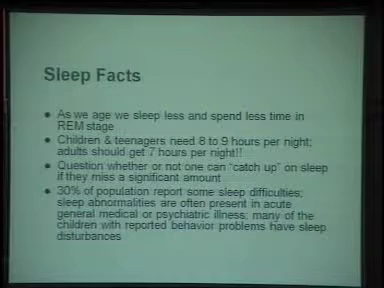 Sleep Facts
• As we age we sleep less and spend less time in
REM stage
• Children & teenagers need 8 to 9 hours per night;
adults should get 7 hours per night!!
• Question whether or not one can "catch up" on sleep
if they miss a significant amount
• 30% of population report some sleep difficulties;
sleep abnormalities are often present in acute
general medical or psychiatric illness; many of the
children with reported behavior problems have sleep
disturbances